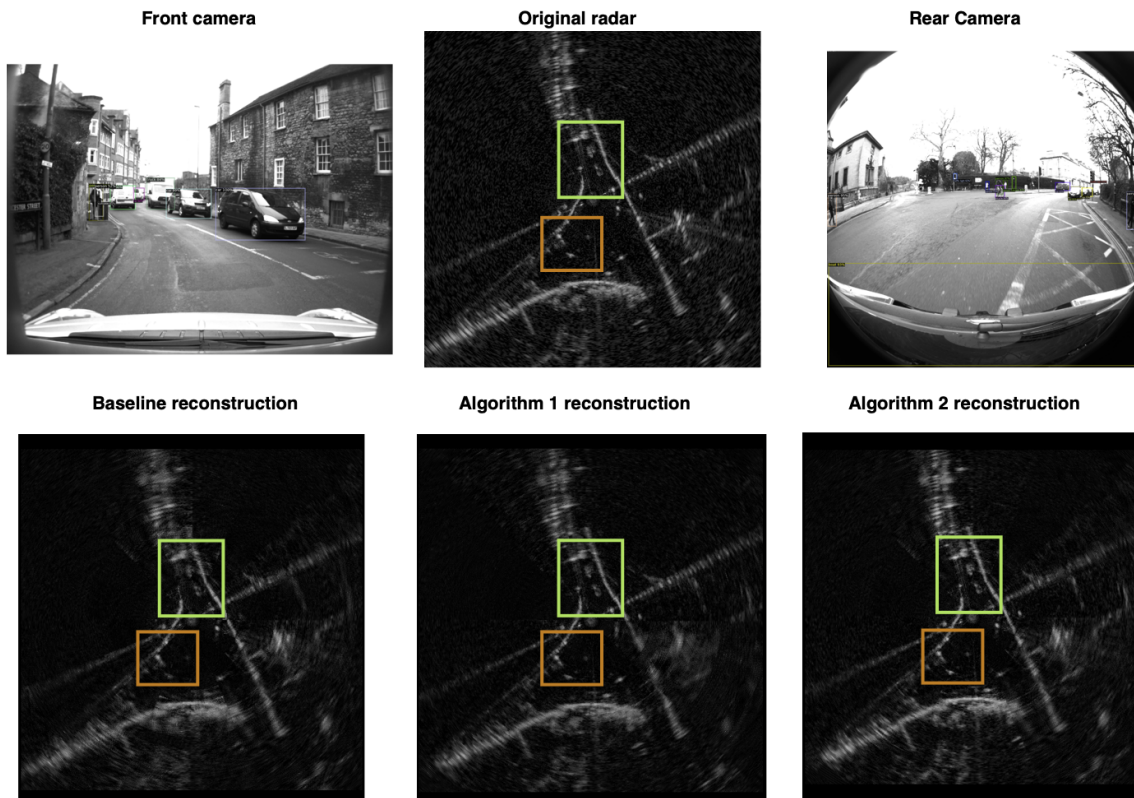 Front camera
Original radar
Rear Camera
Baseline reconstruction
Algorithm 1 reconstruction
Algorithm 2 reconstruction